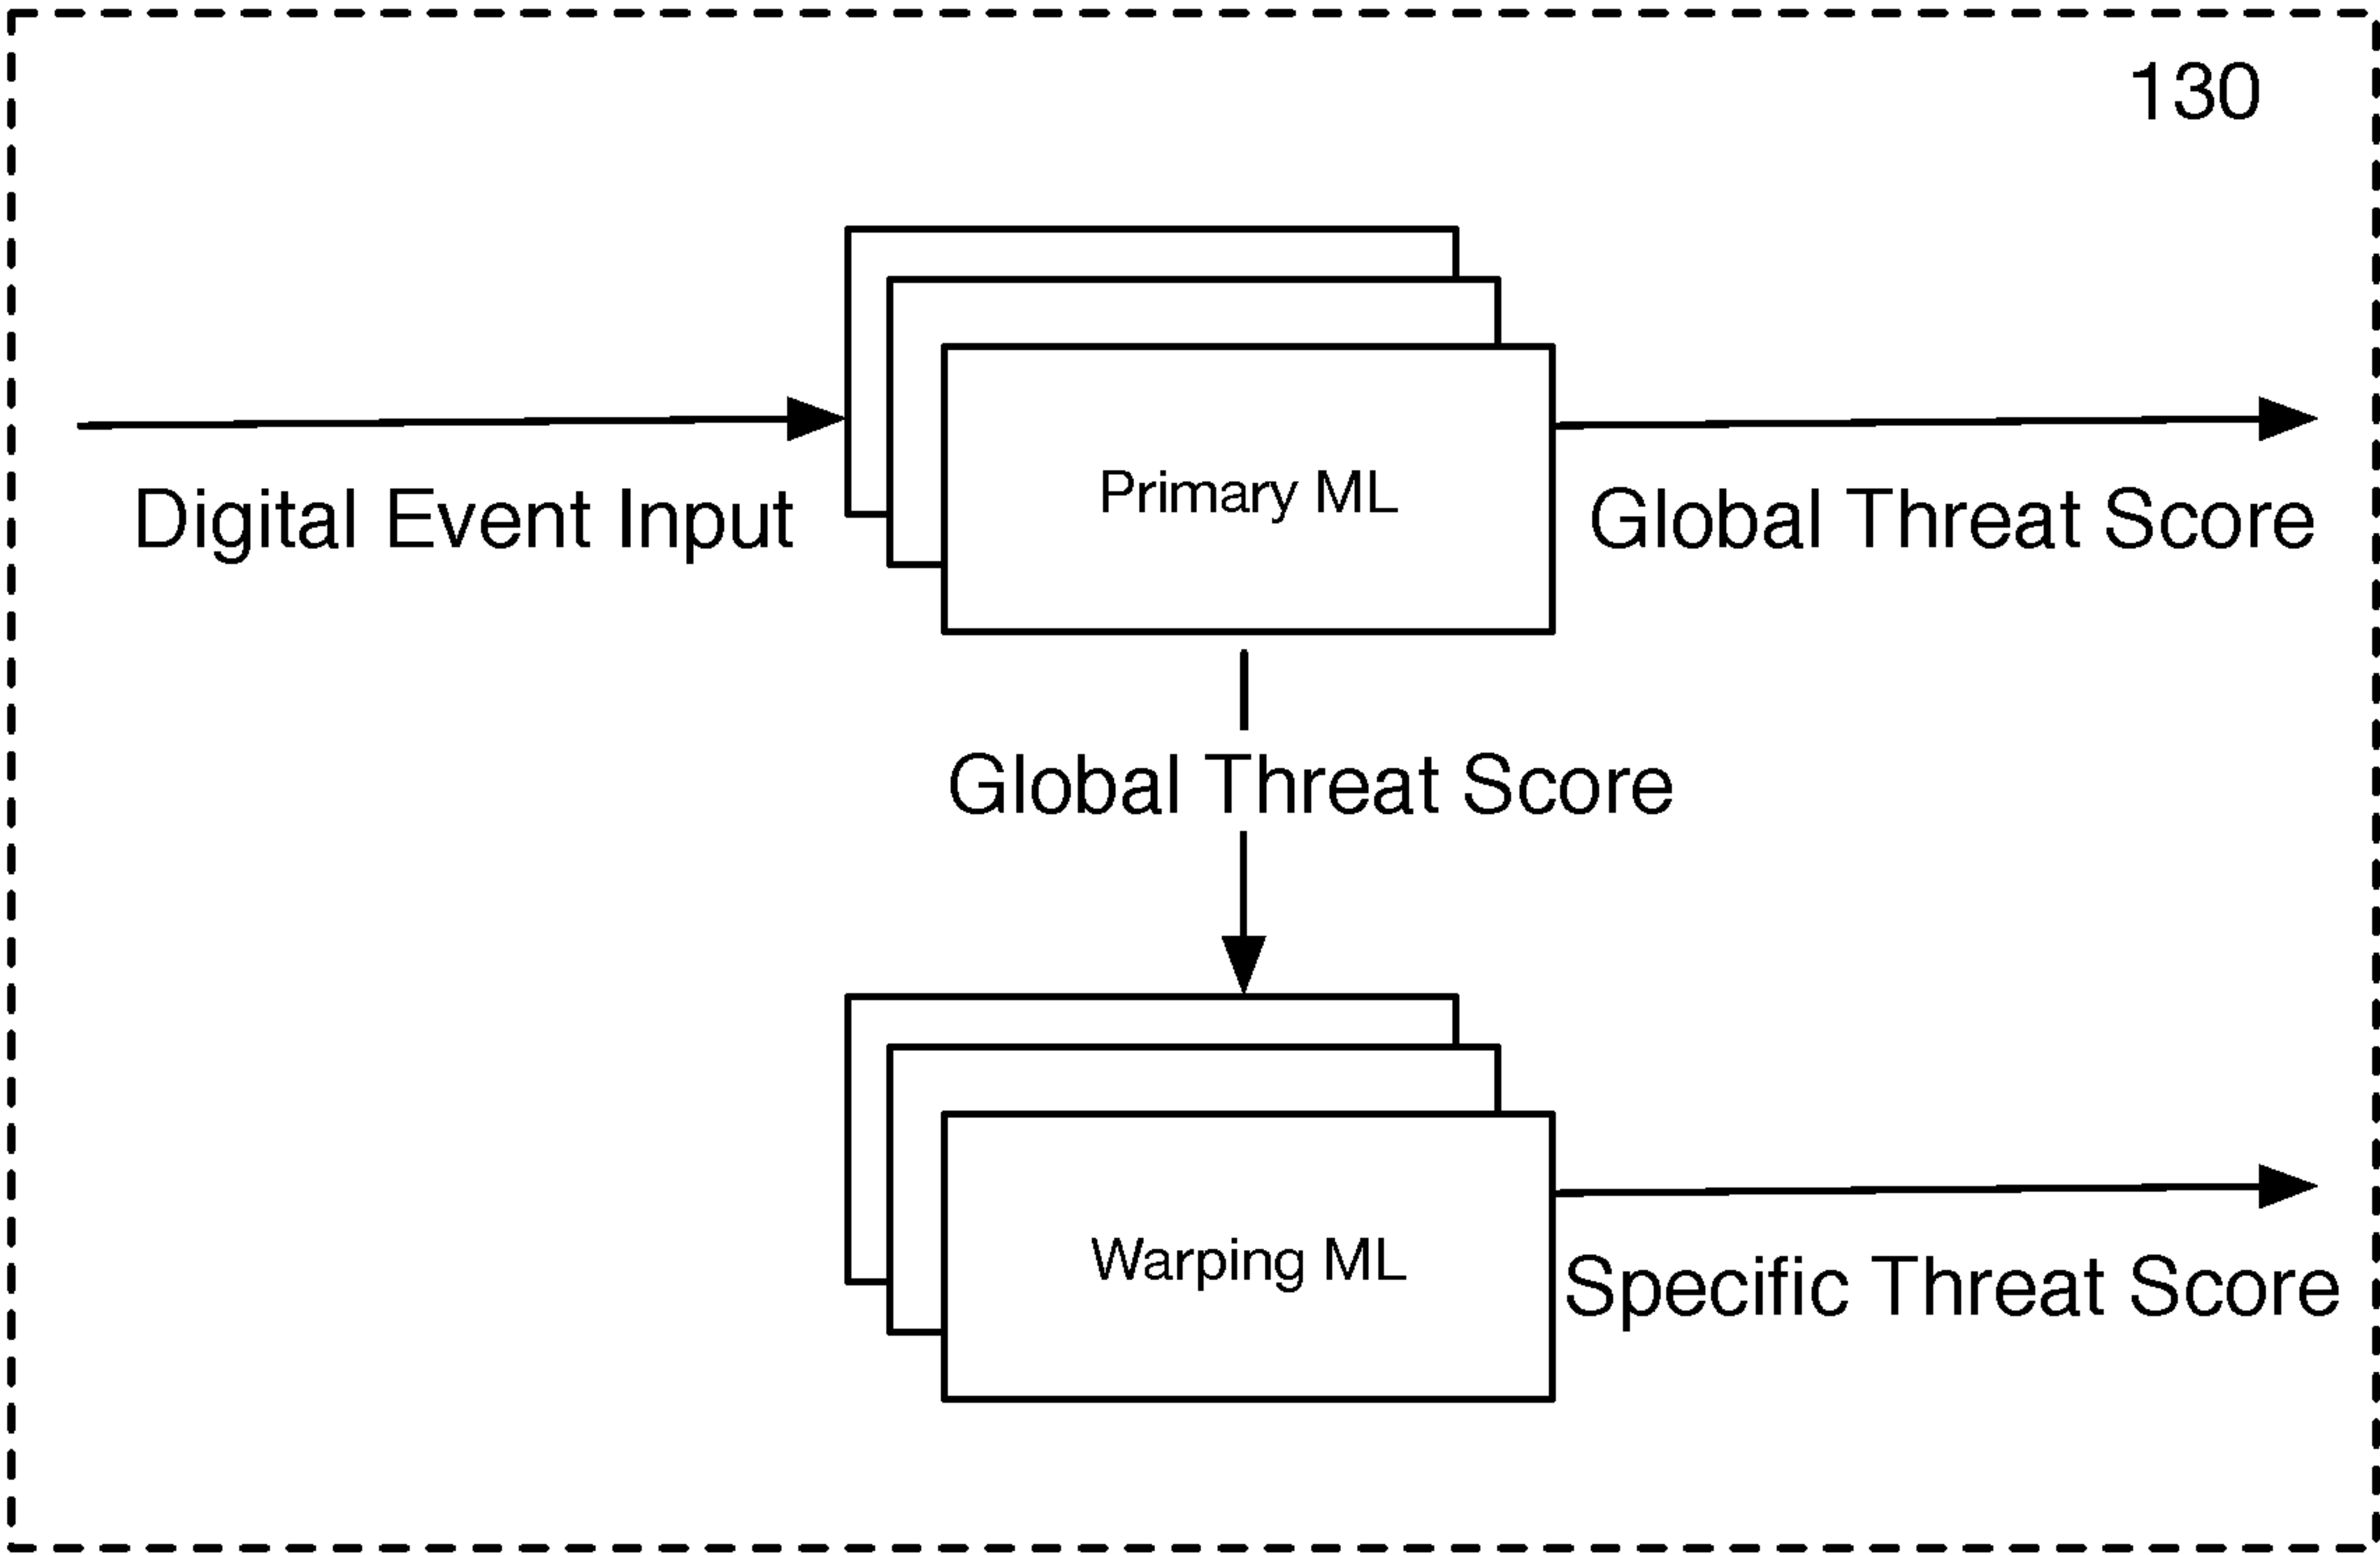 130
Primary ML
Digital Event Input
Global Threat Score
Global Threat Score
Warping ML
Specific Threat Score